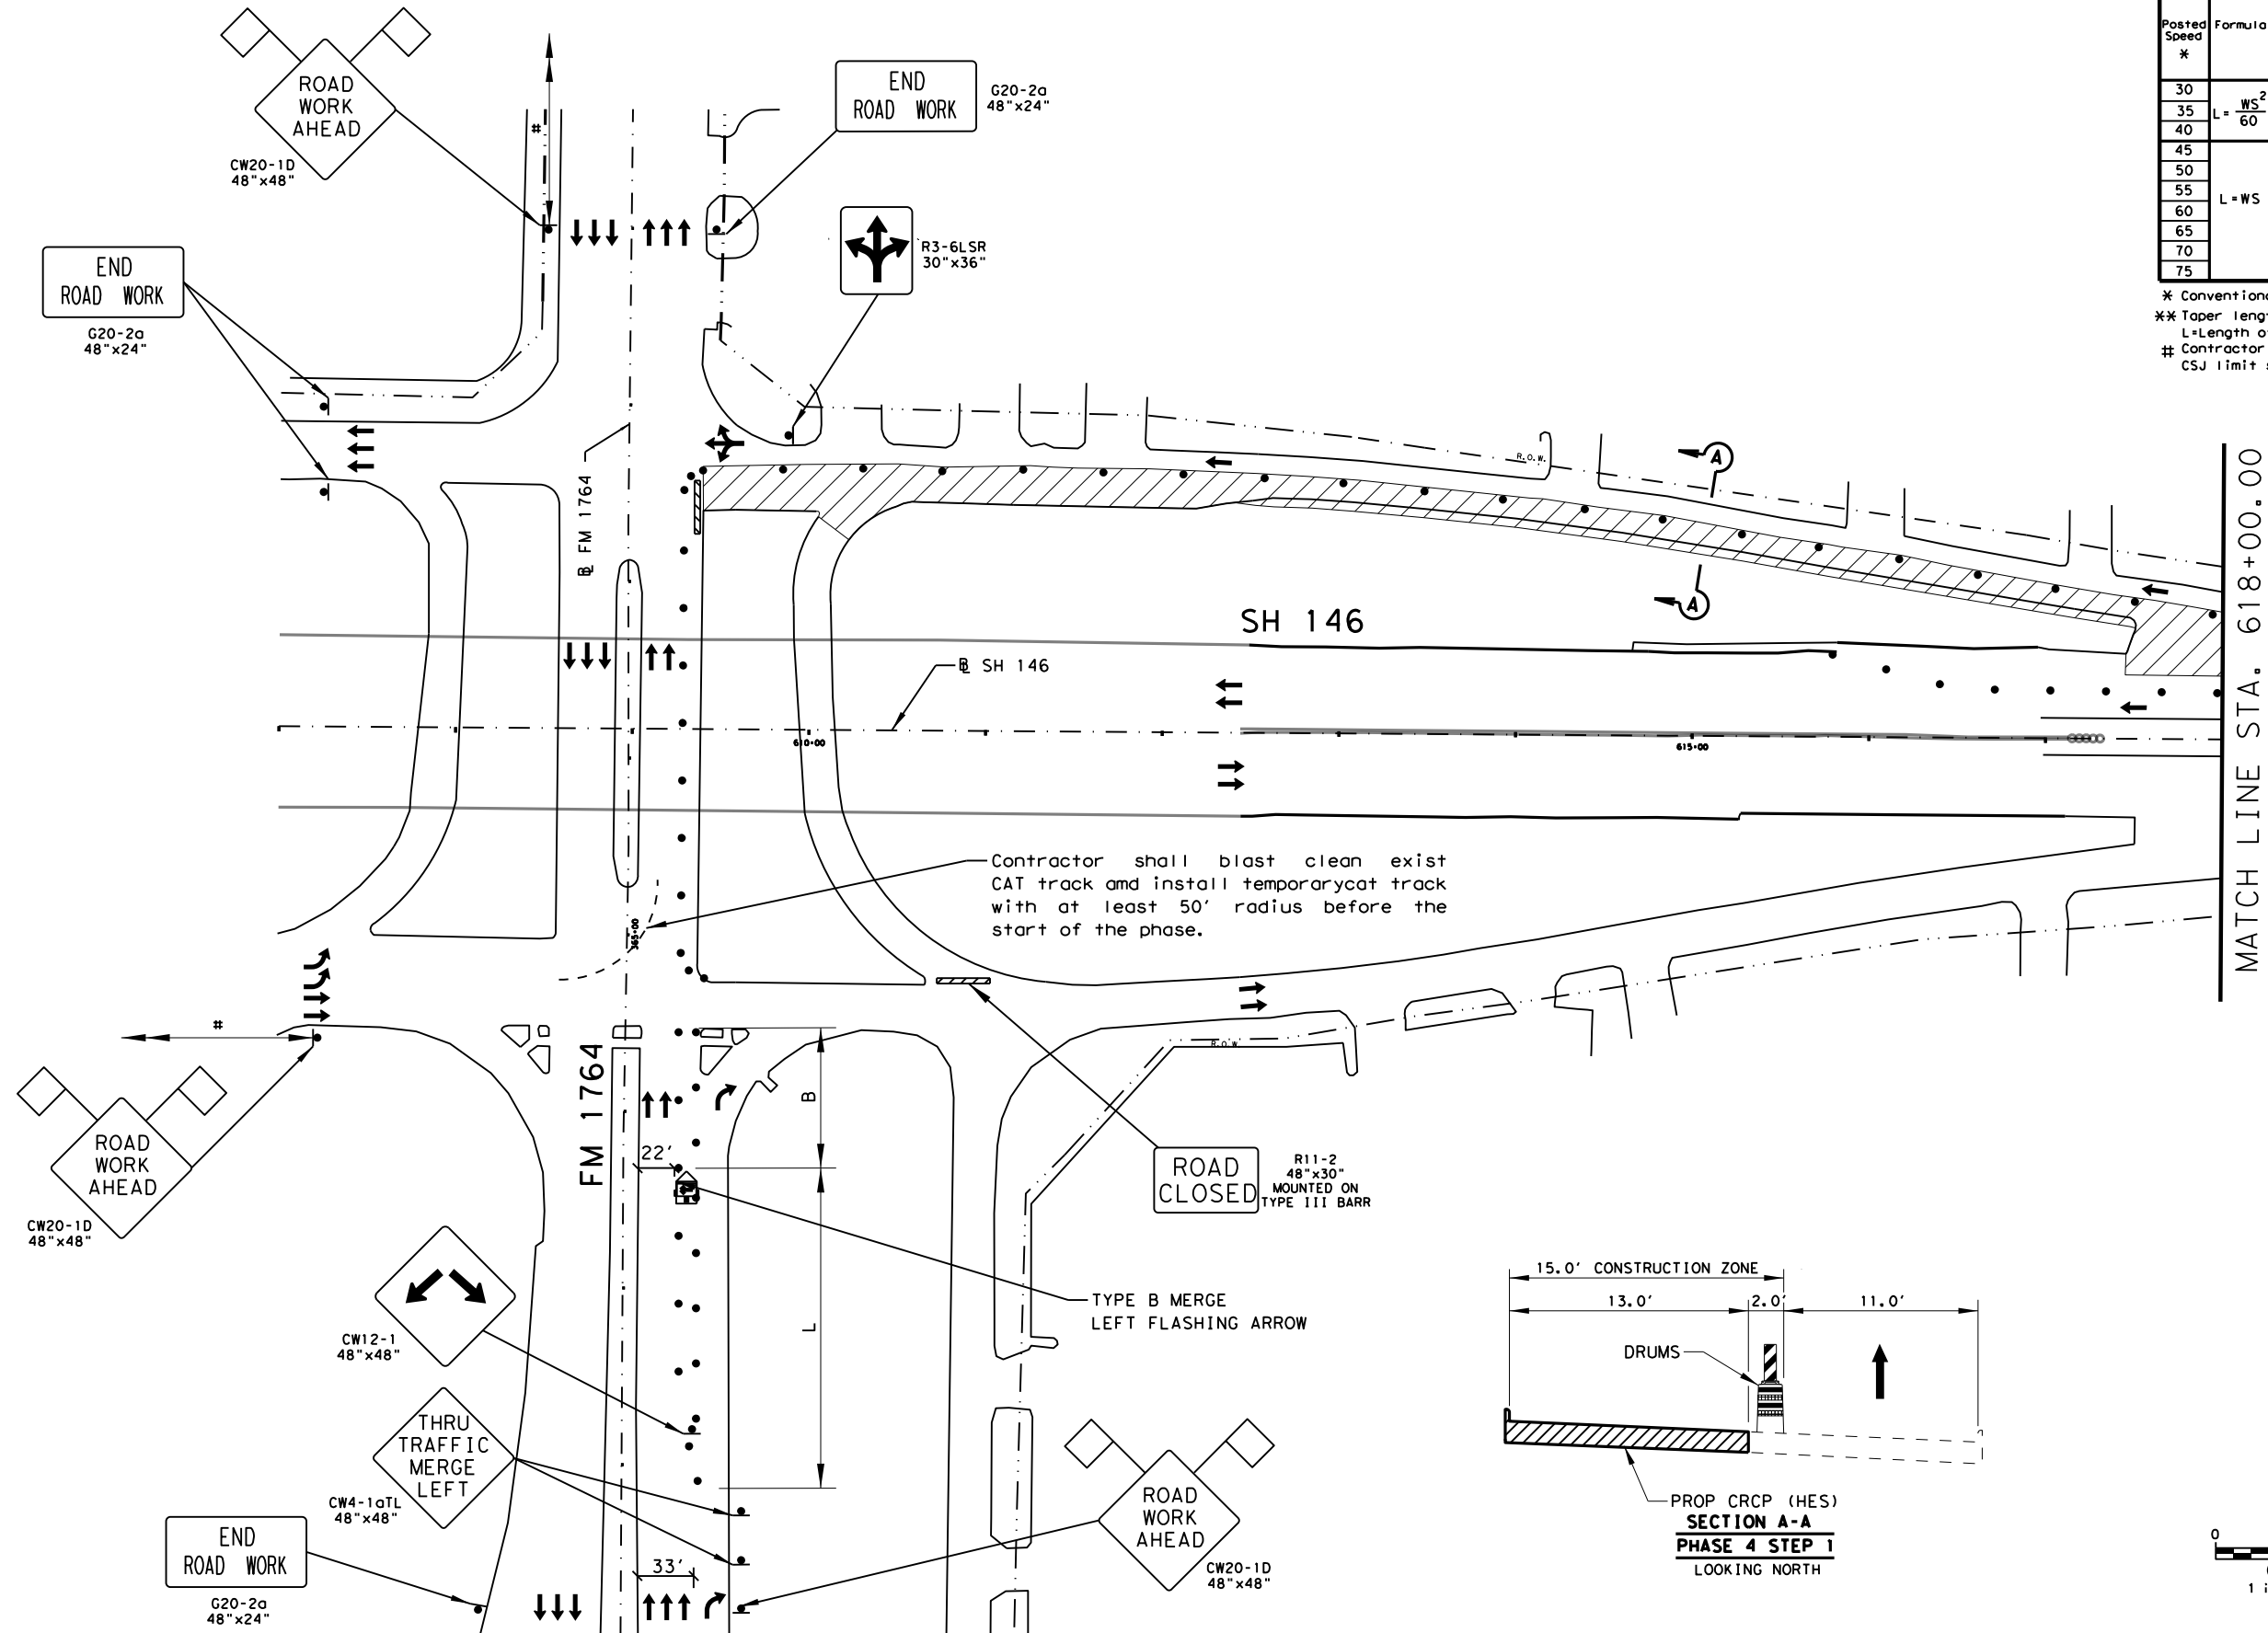 ROAD
WORK
AHEAD
CW20-1D
48"x48"
#
END
ROAD WORK
G20-2a
48"x24"
R3-6LSR
30"x36"
END
ROAD WORK
G20-2a
48"x24"
Posted
Speed
*
Formula
30
35
40
L= WS²
60
45
50
55
60
65
70
75
L=WS
* Convention
** Taper leng
L=Length o
# Contractor
CSJ limit
℄ FM 1764
R.O.W.
A
A
SH 146
℄ SH 146
610+00
615+00
MATCH LINE STA. 618+00.00
Contractor shall blast clean exist
CAT track amd install temporarycat track
with at least 50' radius before the
start of the phase.
365+00
#
FM 1764
B
R.O.W.
22'
ROAD
WORK
AHEAD
CW20-1D
48"x48"
ROAD
CLOSED
R11-2
48"x30"
MOUNTED ON
TYPE III BARR
TYPE B MERGE
LEFT FLASHING ARROW
L
CW12-1
48"x48"
THRU
TRAFFIC
MERGE
LEFT
CW4-1aTL
48"x48"
END
ROAD WORK
G20-2a
48"x24"
33'
ROAD
WORK
AHEAD
CW20-1D
48"x48"
15.0' CONSTRUCTION ZONE
13.0'
2.0'
11.0'
DRUMS
PROP CRCP (HES)
SECTION A-A
PHASE 4 STEP 1
LOOKING NORTH
0
1 i